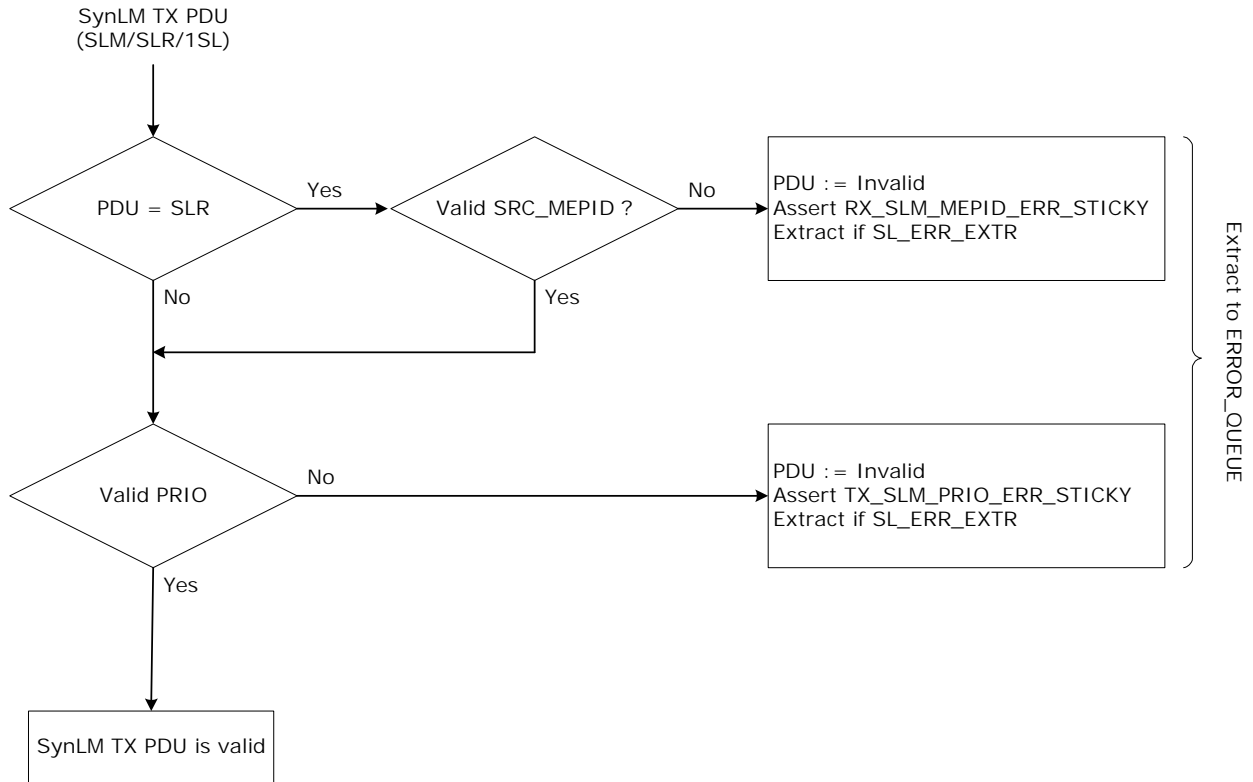 SynLM TX PDU
(SLM/SLR/1SL)
PDU = SLR
Yes
No
Valid SRC_MEPID ?
No
Yes
PDU := Invalid
Assert RX_SLM_MEPID_ERR_STICKY
Extract if SL_ERR_EXTR
Extract to ERROR_QUEUE
Valid PRIO
No
Yes
PDU := Invalid
Assert TX_SLM_PRIO_ERR_STICKY
Extract if SL_ERR_EXTR
SynLM TX PDU is valid